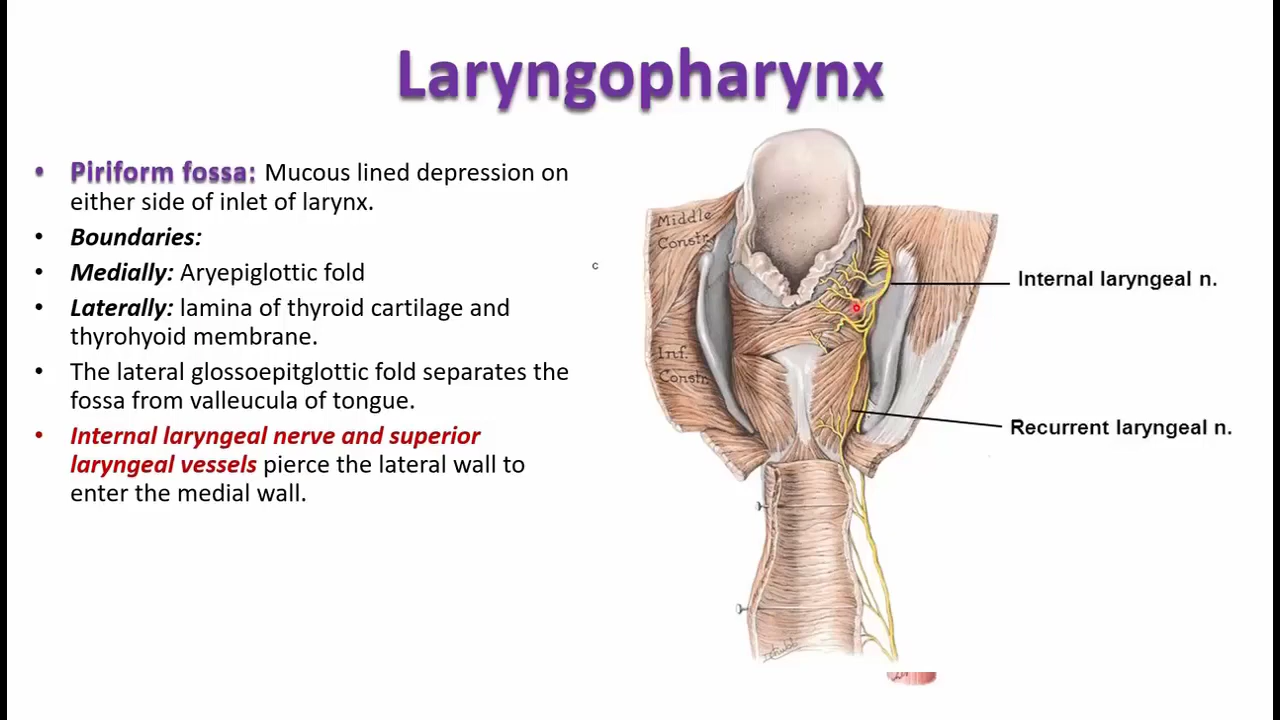 Laryngopharynx
• Piriform fossa: Mucous lined depression on
either side of inlet of larynx.
• Boundaries:
• Medially: Aryepiglottic fold
• Laterally: lamina of thyroid cartilage and
thyrohyoid membrane.
• The lateral glossoepitglottic fold separates the
fossa from valleucula of tongue.
• Internal laryngeal nerve and superior
laryngeal vessels pierce the lateral wall to
enter the medial wall.
c
Middle
Constr.
Inf.
Constr.
Internal laryngeal n.
Recurrent laryngeal n.